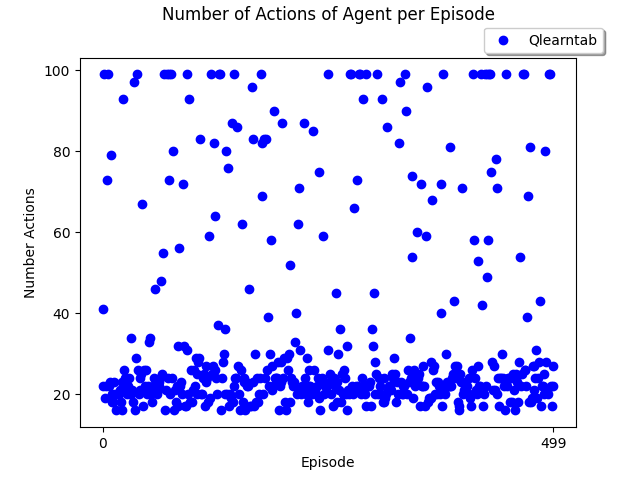 Number of Actions of Agent per Episode
Qlearntab
100
80
60
40
20
Number Actions
0
499
Episode